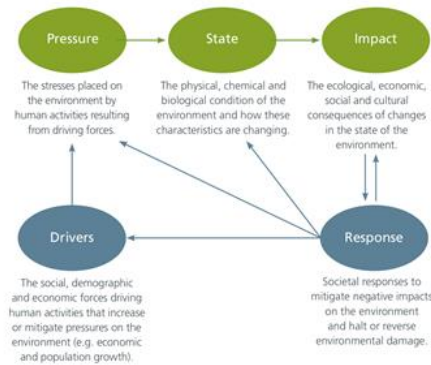 Pressure
State
Impact
The stresses placed on
the environment by
human activities resulting
from driving forces.
The physical, chemical and
biological condition of the
environment and how these
characteristics are changing.
The ecological, economic,
social and cultural
consequences of changes
in the state of the
environment.
Drivers
Response
The social, demographic
and economic forces driving
human activities that increase
or mitigate pressures on the
environment (e.g. economic
and population growth).
Societal responses to
mitigate negative impacts
on the environment
and halt or reverse
environmental damage.